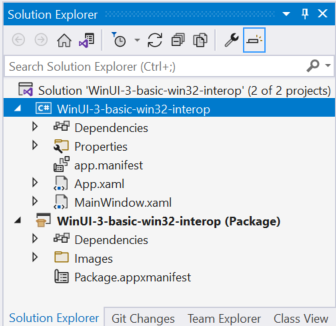 Solution Explorer
Search Solution Explorer (Ctrl+;)
Solution 'WinUI-3-basic-win32-interop' (2 of 2 projects)
C# WinUI-3-basic-win32-interop
Dependencies
Properties
app.manifest
App.xaml
MainWindow.xaml
WinUI-3-basic-win32-interop (Package)
Dependencies
Images
Package.appxmanifest
Solution Explorer Git Changes Team Explorer Class View